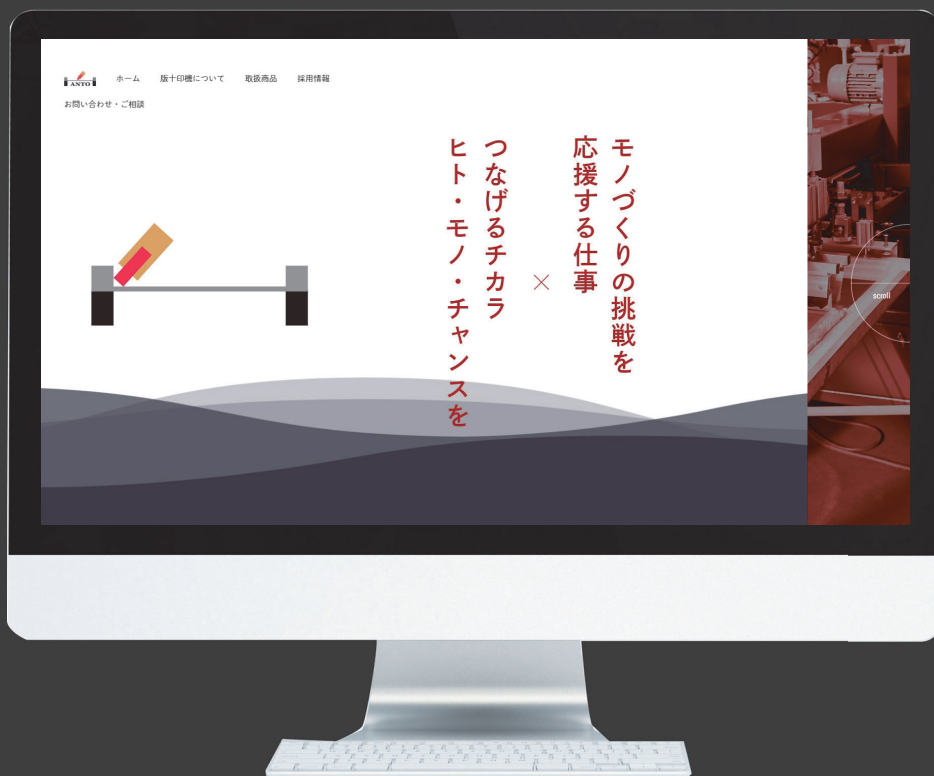 ANTO
ホーム
版十印機について
取扱商品
採用情報
お問い合わせ・ご相談
モノづくりの挑戦を
応援する仕事
×
つなげるチカラ
ヒト・モノ・チャンスを
scroll